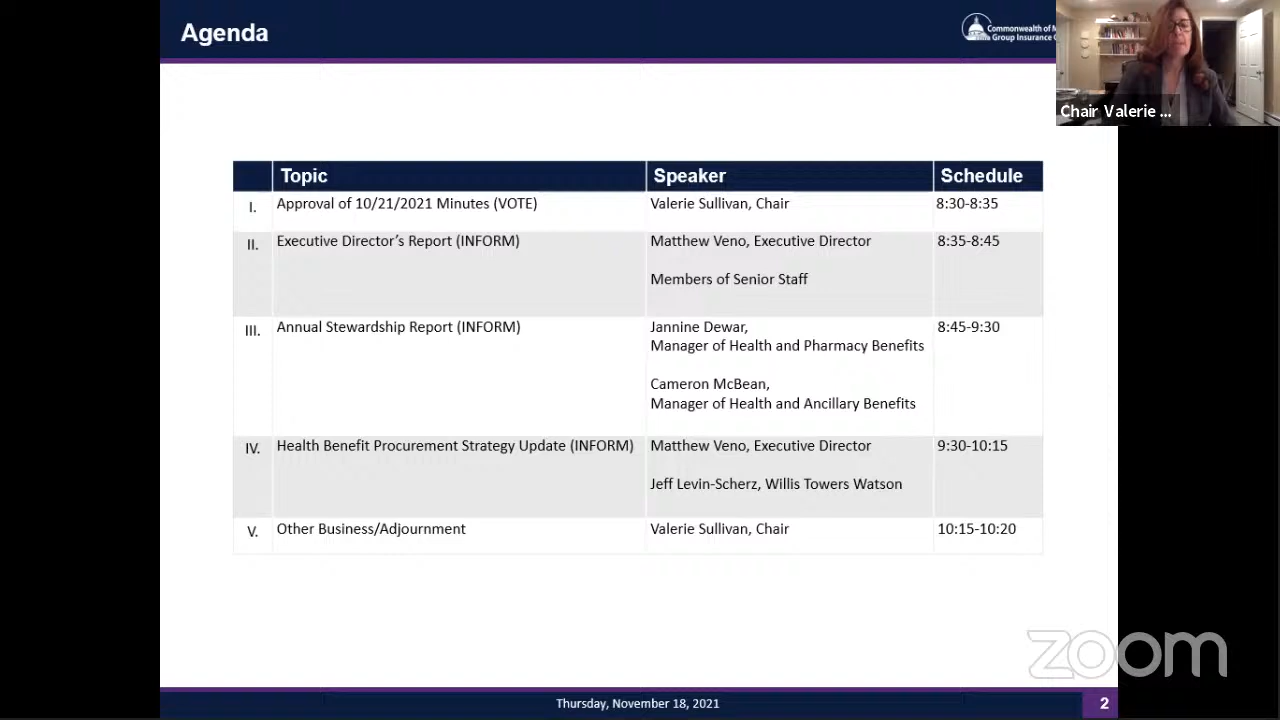 Agenda
Commonwealth of
Group Insurance
Chair Valerie ...
Topic Speaker Schedule
I. Approval of 10/21/2021 Minutes (VOTE) Valerie Sullivan, Chair 8:30-8:35
II. Executive Director's Report (INFORM) Matthew Veno, Executive Director 8:35-8:45
Members of Senior Staff
III. Annual Stewardship Report (INFORM) Jannine Dewar, 8:45-9:30
Manager of Health and Pharmacy Benefits
Cameron McBean,
Manager of Health and Ancillary Benefits
IV. Health Benefit Procurement Strategy Update (INFORM) Matthew Veno, Executive Director 9:30-10:15
Jeff Levin-Scherz, Willis Towers Watson
V. Other Business/Adjournment Valerie Sullivan, Chair 10:15-10:20
zoom
Thursday, November 18, 2021
2